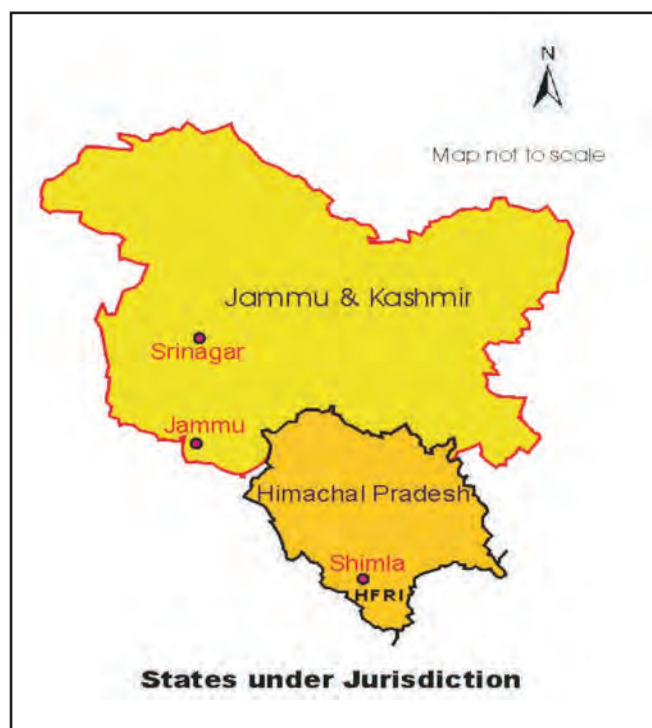 N
Map not to scale
Jammu & Kashmir
Srinagar
Jammu
Himachal Pradesh
Shimla
HFRI
States under Jurisdiction